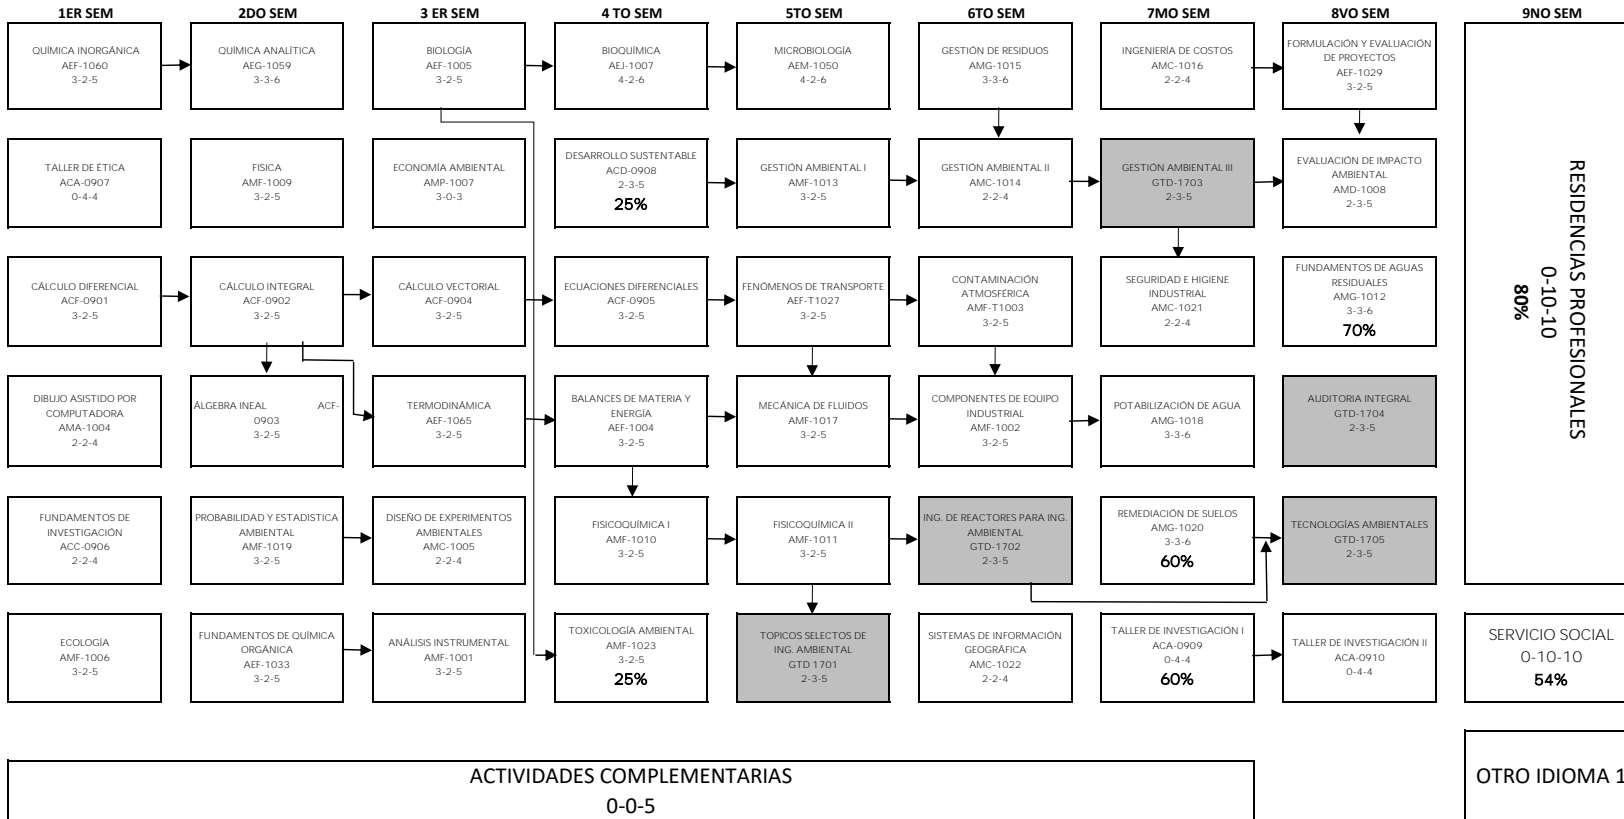 1ER SEM
2DO SEM
3 ER SEM
4 TO SEM
5TO SEM
6TO SEM
7MO SEM
8VO SEM
9NO SEM
QUÍMICA INORGÁNICA
AEF-1060
3-2-5
QUÍMICA ANALÍTICA
AEG-1059
3-3-6
BIOLOGÍA
AEF-1005
3-2-5
BIOQUÍMICA
AEJ-1007
4-2-6
MICROBIOLOGÍA
AEM-1050
4-2-6
GESTIÓN DE RESIDUOS
AMG-1015
3-3-6
INGENIERÍA DE COSTOS
AMC-1016
2-2-4
FORMULACIÓN Y EVALUACIÓN
DE PROYECTOS
AEF-1029
3-2-5
TALLER DE ÉTICA
ACA-0907
0-4-4
FISICA
AMF-1009
3-2-5
ECONOMÍA AMBIENTAL
AMP-1007
3-0-3
DESARROLLO SUSTENTABLE
ACD-0908
2-3-5
25%
GESTIÓN AMBIENTAL I
AMF-1013
3-2-5
GESTIÓN AMBIENTAL II
AMC-1014
2-2-4
GESTIÓN AMBIENTAL III
GTD-1703
2-3-5
EVALUACIÓN DE IMPACTO
AMBIENTAL
AMD-1008
2-3-5
CÁLCULO DIFERENCIAL
ACF-0901
3-2-5
CÁLCULO INTEGRAL
ACF-0902
3-2-5
CÁLCULO VECTORIAL
ACF-0904
3-2-5
ECUACIONES DIFERENCIALES
ACF-0905
3-2-5
FENÓMENOS DE TRANSPORTE
AEF-T1027
3-2-5
CONTAMINACIÓN
ATMOSFÉRICA
AMF-T1003
3-2-5
SEGURIDAD E HIGIENE
INDUSTRIAL
AMC-1021
2-2-4
FUNDAMENTOS DE AGUAS
RESIDUALES
AMG-1012
3-3-6
70%
DIBUJO ASISTIDO POR
COMPUTADORA
AMA-1004
2-2-4
ÁLGEBRA INEAL ACF-
0903
3-2-5
TERMODINÁMICA
AEF-1065
3-2-5
BALANCES DE MATERIA Y
ENERGÍA
AEF-1004
3-2-5
MECÁNICA DE FLUIDOS
AMF-1017
3-2-5
COMPONENTES DE EQUIPO
INDUSTRIAL
AMF-1002
3-2-5
POTABILIZACIÓN DE AGUA
AMG-1018
3-3-6
AUDITORIA INTEGRAL
GTD-1704
2-3-5
FUNDAMENTOS DE
INVESTIGACIÓN
ACC-0906
2-2-4
PROBABILIDAD Y ESTADISTICA
AMBIENTAL
AMF-1019
3-2-5
DISEÑO DE EXPERIMENTOS
AMBIENTALES
AMC-1005
2-2-4
FISICOQUÍMICA I
AMF-1010
3-2-5
FISICOQUÍMICA II
AMF-1011
3-2-5
ING. DE REACTORES PARA ING.
AMBIENTAL
GTD-1702
2-3-5
REMEDIACIÓN DE SUELOS
AMG-1020
3-3-6
60%
TECNOLOGÍAS AMBIENTALES
GTD-1705
2-3-5
ECOLOGÍA
AMF-1006
3-2-5
FUNDAMENTOS DE QUÍMICA
ORGÁNICA
AEF-1033
3-2-5
ANÁLISIS INSTRUMENTAL
AMF-1001
3-2-5
TOXICOLOGÍA AMBIENTAL
AMF-1023
3-2-5
25%
TOPICOS SELECTOS DE
ING. AMBIENTAL
GTD 1701
2-3-5
SISTEMAS DE INFORMACIÓN
GEOGRÁFICA
AMC-1022
2-2-4
TALLER DE INVESTIGACIÓN I
ACA-0909
0-4-4
60%
TALLER DE INVESTIGACIÓN II
ACA-0910
0-4-4
RESIDENCIAS PROFESIONALES
0-10-10
80%
SERVICIO SOCIAL
0-10-10
54%
ACTIVIDADES COMPLEMENTARIAS
0-0-5
OTRO IDIOMA 1